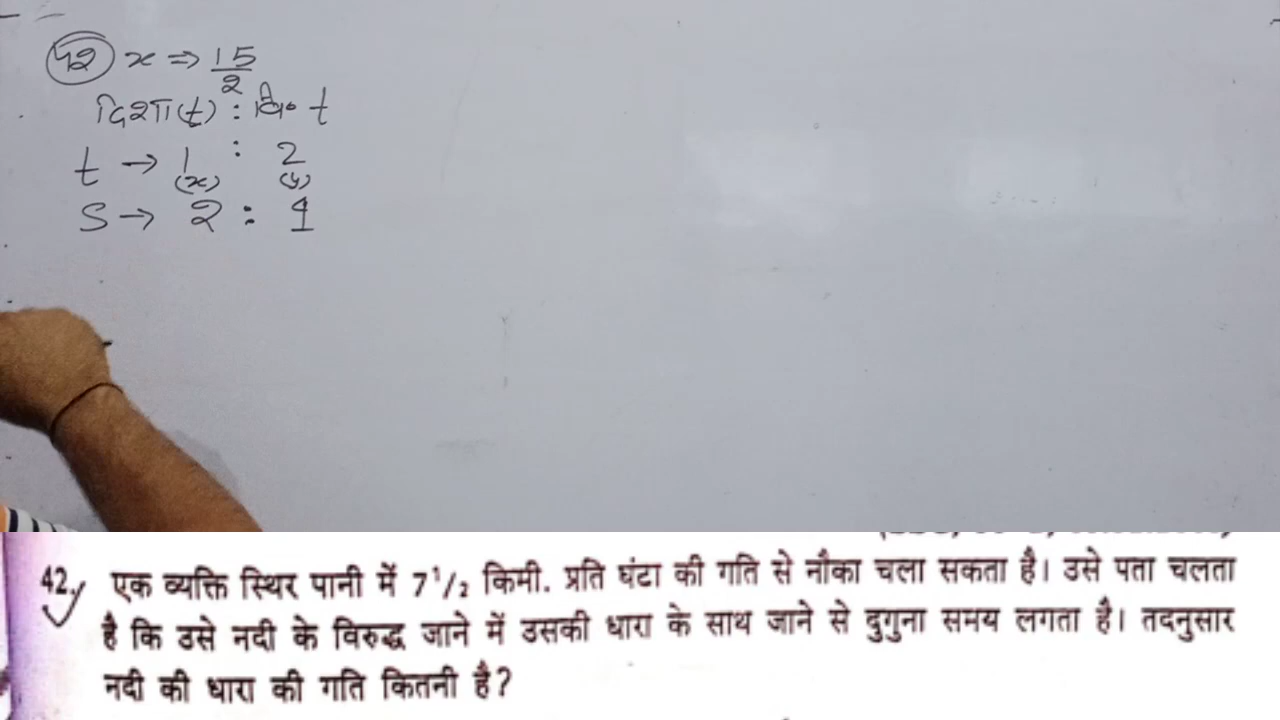 42 x ⇒ 15/2
दिशा(t) : वि० t
t → 1 : 2
(x) (y)
S → 2 : 1
42. एक व्यक्ति स्थिर पानी में 7¹/₂ किमी. प्रति घंटा की गति से नौका चला सकता है। उसे पता चलता
है कि उसे नदी के विरुद्ध जाने में उसकी धारा के साथ जाने से दुगुना समय लगता है। तदनुसार
नदी की धारा की गति कितनी है?